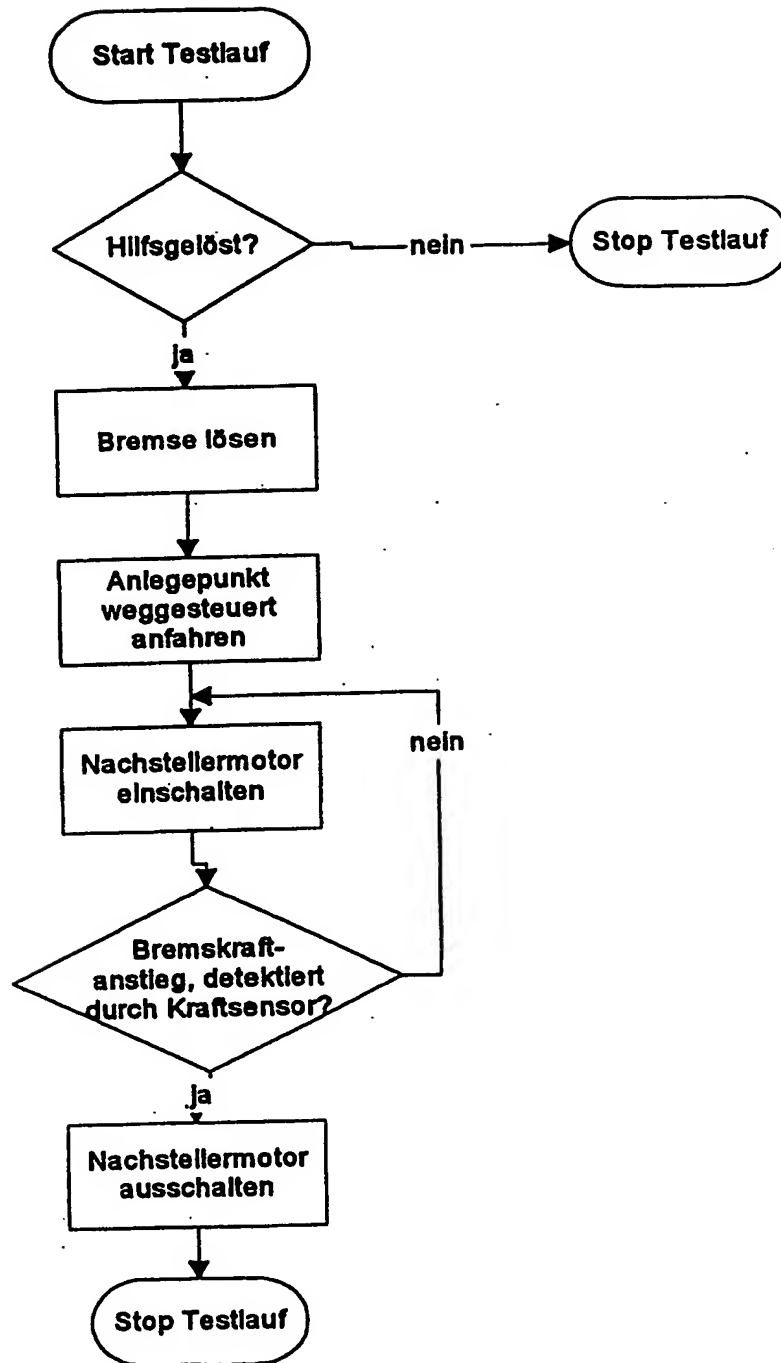 Start Testlauf
Hilfsgelöst?
nein
Stop Testlauf
ja
Bremse lösen
Anlegepunkt
weggesteuert
anfahren
nein
Nachstellermotor
einschalten
Bremskraft-
anstieg, detektiert
durch Kraftsensor?
ja
Nachstellermotor
ausschalten
Stop Testlauf